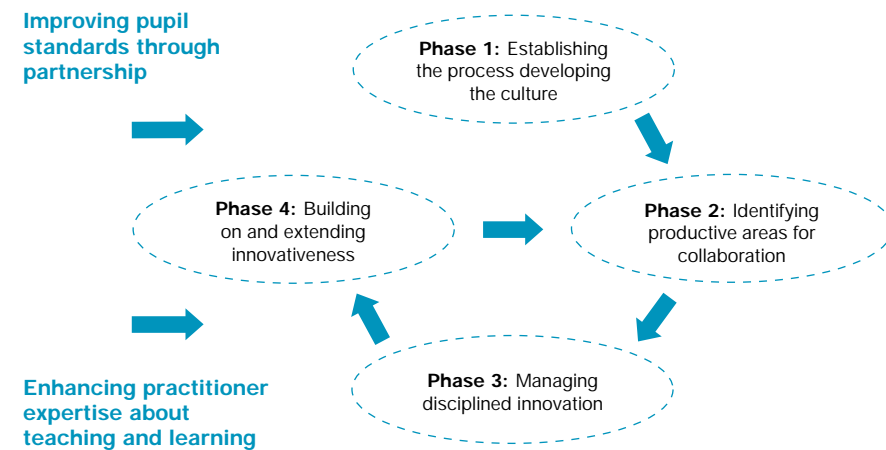 Improving pupil
standards through
partnership
Phase 1: Establishing
the process developing
the culture
Phase 4: Building
on and extending
innovativeness
Phase 2: Identifying
productive areas for
collaboration
Phase 3: Managing
disciplined innovation
Enhancing practitioner
expertise about
teaching and learning